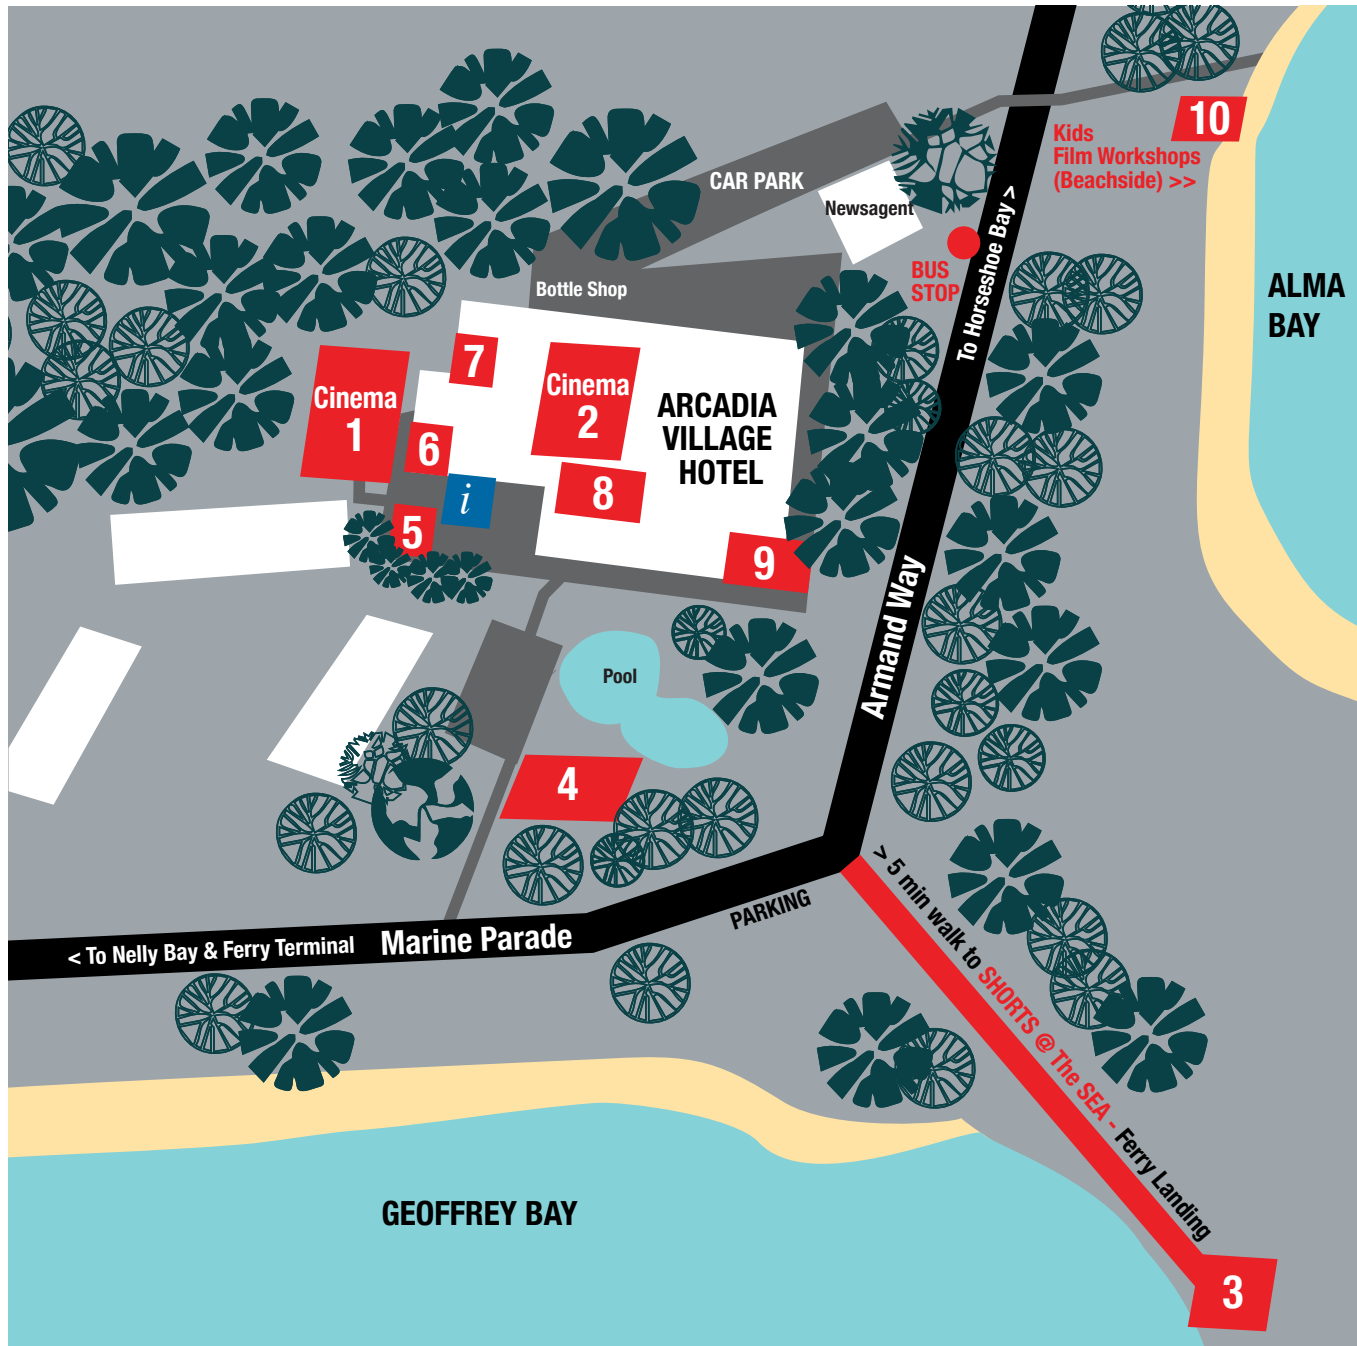 10
Kids
Film Workshops
(Beachside) >>
CAR PARK
Newsagent
BUS
STOP
To Horseshoe Bay >
ALMA
BAY
Bottle Shop
7
Cinema
1
Cinema
2
ARCADIA
VILLAGE
HOTEL
6
i
8
5
9
Armand Way
Pool
4
PARKING
< To Nelly Bay & Ferry Terminal
Marine Parade
> 5 min walk to SHORTS @ The SEA - Ferry Landing
GEOFFREY BAY
3